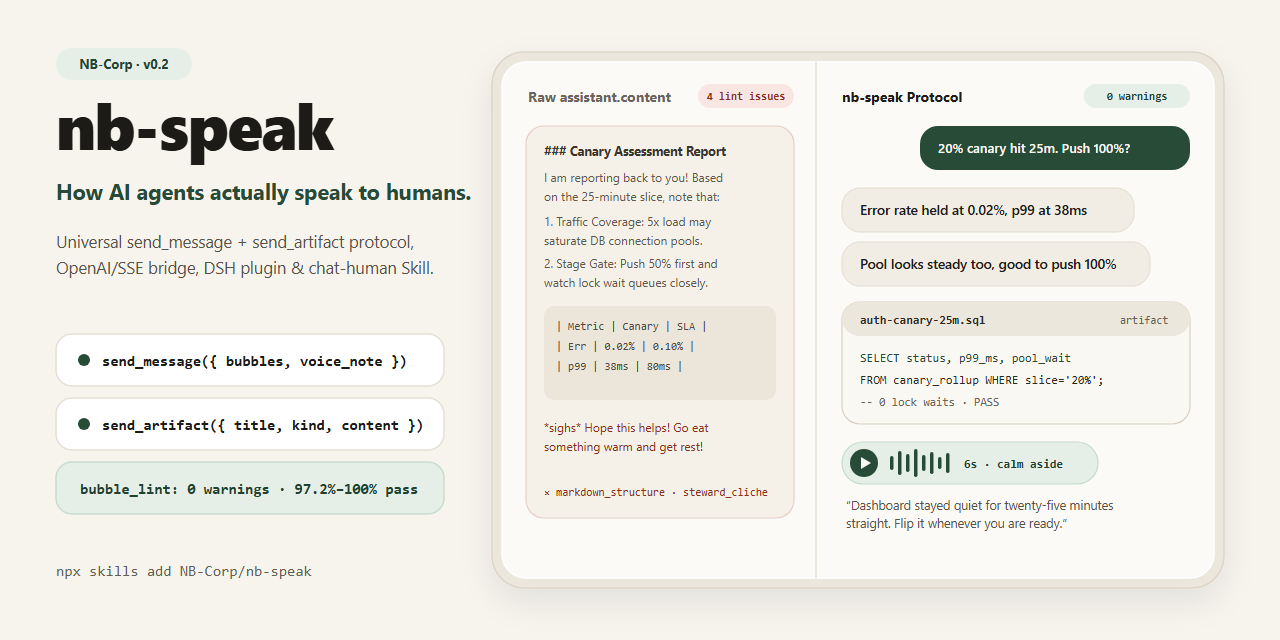 NB-Corp · v0.2
nb-speak
How AI agents actually speak to humans.
Universal send_message + send_artifact protocol,
OpenAI/SSE bridge, DSH plugin & chat-human Skill.
send_message({ bubbles, voice_note })
send_artifact({ title, kind, content })
bubble_lint: 0 warnings · 97.2%–100% pass
npx skills add NB-Corp/nb-speak
Raw assistant.content
4 lint issues
### Canary Assessment Report
I am reporting back to you! Based
on the 25-minute slice, note that:
1. Traffic Coverage: 5x load may
saturate DB connection pools.
2. Stage Gate: Push 50% first and
watch lock wait queues closely.
| Metric | Canary | SLA |
| Err | 0.02% | 0.10% |
| p99 | 38ms | 80ms |
*sighs* Hope this helps! Go eat
something warm and get rest!
× markdown_structure · steward_cliche
nb-speak Protocol
0 warnings
20% canary hit 25m. Push 100%?
Error rate held at 0.02%, p99 at 38ms
Pool looks steady too, good to push 100%
auth-canary-25m.sql
artifact
SELECT status, p99_ms, pool_wait
FROM canary_rollup WHERE slice='20%';
-- 0 lock waits · PASS
6s · calm aside
“Dashboard stayed quiet for twenty-five minutes
straight. Flip it whenever you are ready.”